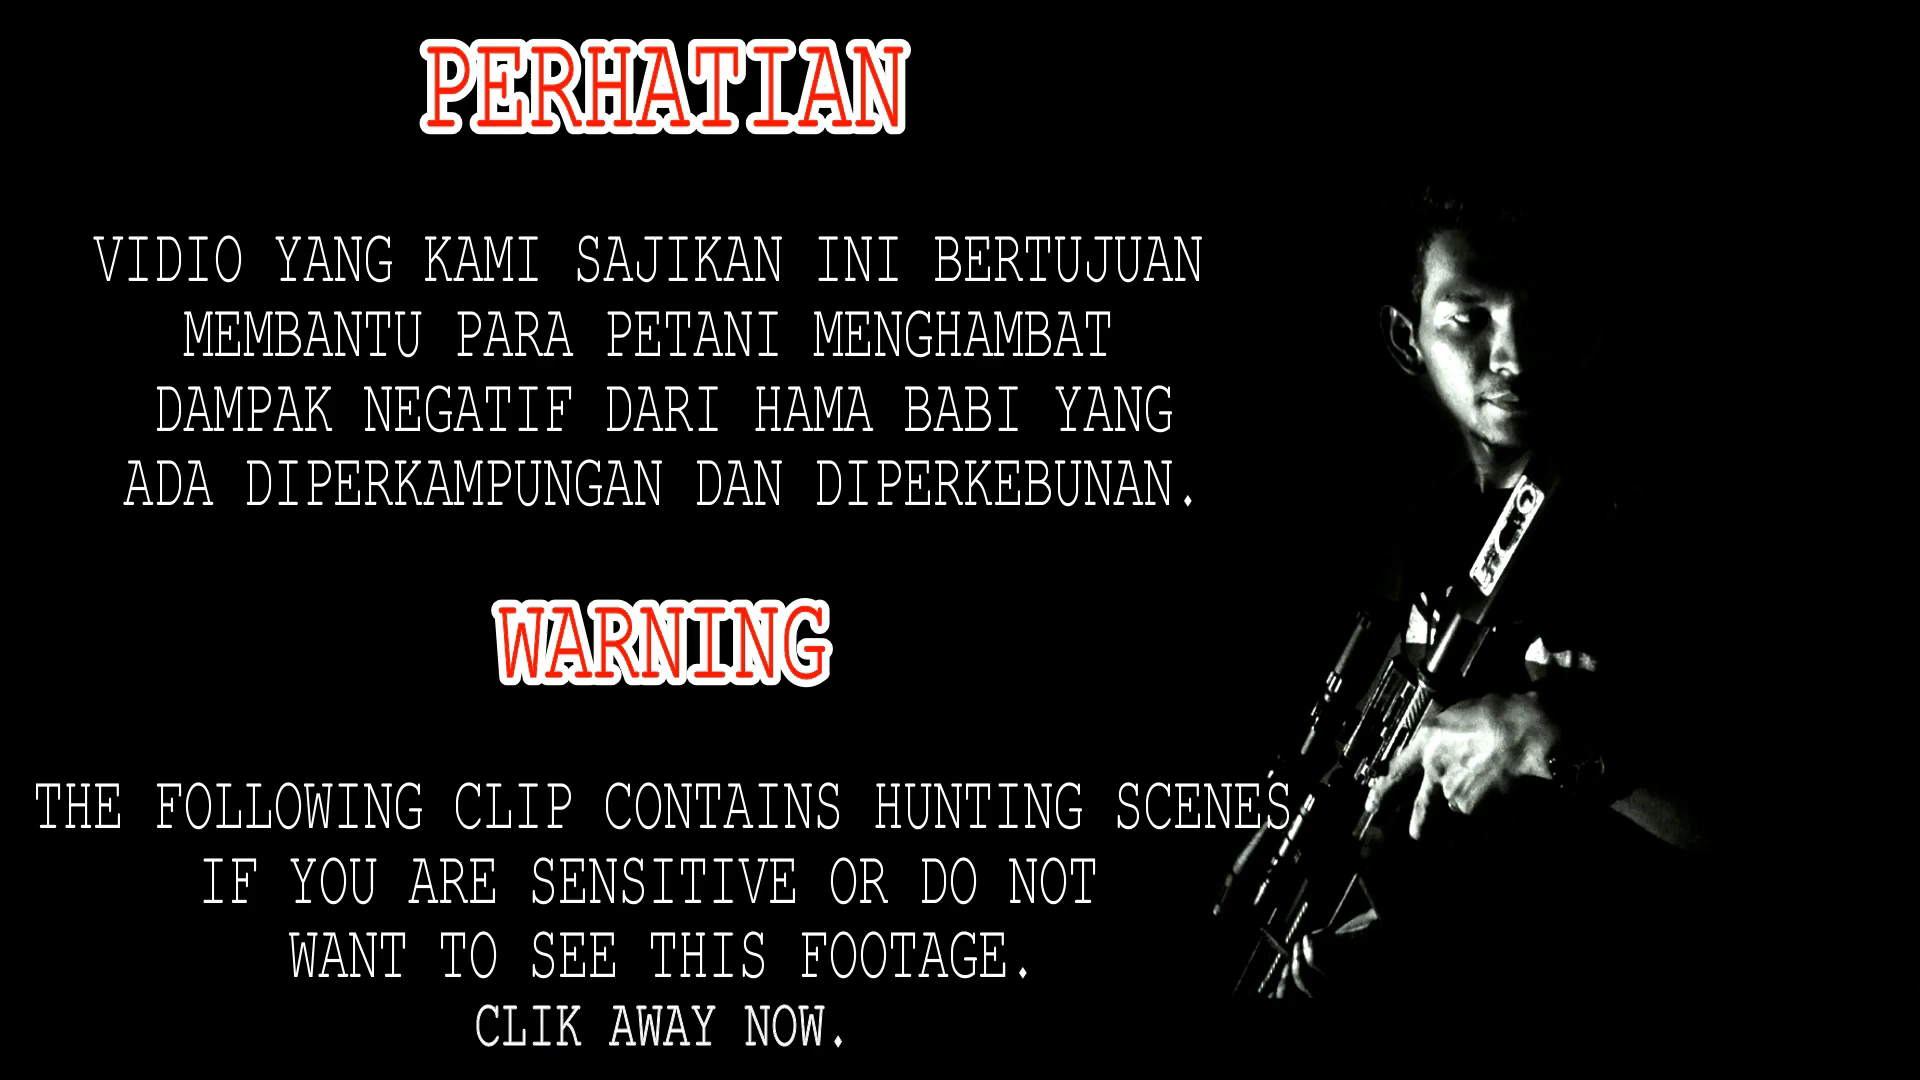 PERHATIAN
VIDIO YANG KAMI SAJIKAN INI BERTUJUAN
MEMBANTU PARA PETANI MENGHAMBAT
DAMPAK NEGATIF DARI HAMA BABI YANG
ADA DIPERKAMPUNGAN DAN DIPERKEBUNAN.
WARNING
THE FOLLOWING CLIP CONTAINS HUNTING SCENES
IF YOU ARE SENSITIVE OR DO NOT
WANT TO SEE THIS FOOTAGE.
CLIK AWAY NOW.